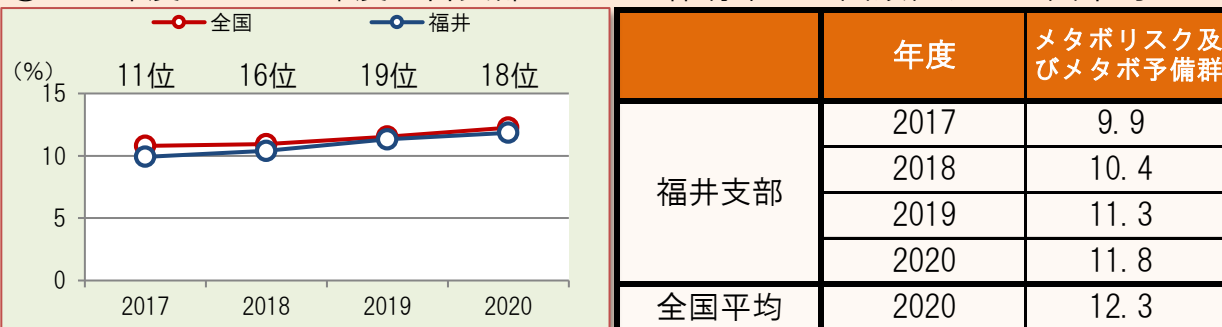 全国 福井
(%) 11位 16位 19位 18位
15
10
5
0
2017 2018 2019 2020
年度 メタボリスク及
びメタボ予備群
福井支部 2017 9.9
2018 10.4
2019 11.3
2020 11.8
全国平均 2020 12.3